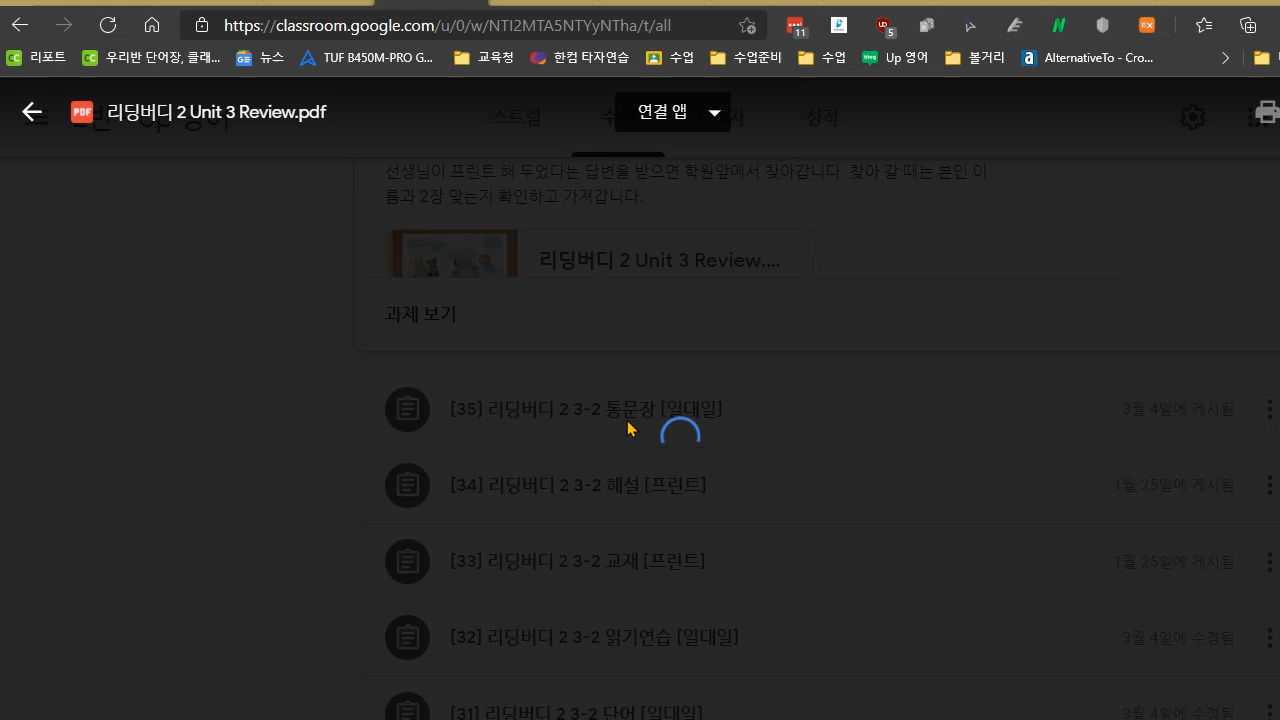 https://classroom.google.com/u/0/w/NTI2MTA5NTYyNTha/t/all
11
5
리포트
우리반 단어장, 클래...
뉴스
TUF B450M-PRO G...
교육청
한컴 타자연습
수업
수업준비
수업
Up 영어
볼거리
AlternativeTo - Cro...
PDF
리딩버디 2 Unit 3 Review.pdf
스트림
연결 앱
성적
선생님이 프린트 해 두었다는 답변을 받으면 학원앞에서 찾아갑니다. 찾아 갈 때는 본인 이
름과 2장 맞는지 확인하고 가져갑니다.
리딩버디 2 Unit 3 Review....
과제 보기
[35] 리딩버디 2 3-2 통문장 [일대일]
3월 4일에 게시됨
[34] 리딩버디 2 3-2 해설 [프린트]
1월 25일에 게시됨
[33] 리딩버디 2 3-2 교재 [프린트]
1월 25일에 게시됨
[32] 리딩버디 2 3-2 읽기연습 [일대일]
3월 4일에 수정됨
[31] 리딩버디 2 3-2 단어 [일대일]
3월 4일에 수정됨